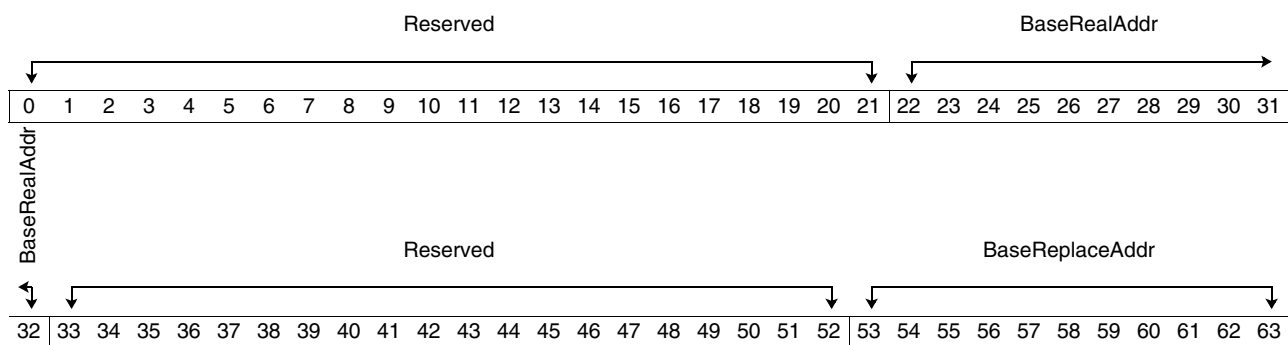 Reserved BaseRealAddr
0 1 2 3 4 5 6 7 8 9 10 11 12 13 14 15 16 17 18 19 20 21 22 23 24 25 26 27 28 29 30 31
BaseRealAddr
Reserved BaseReplaceAddr
32 33 34 35 36 37 38 39 40 41 42 43 44 45 46 47 48 49 50 51 52 53 54 55 56 57 58 59 60 61 62 63